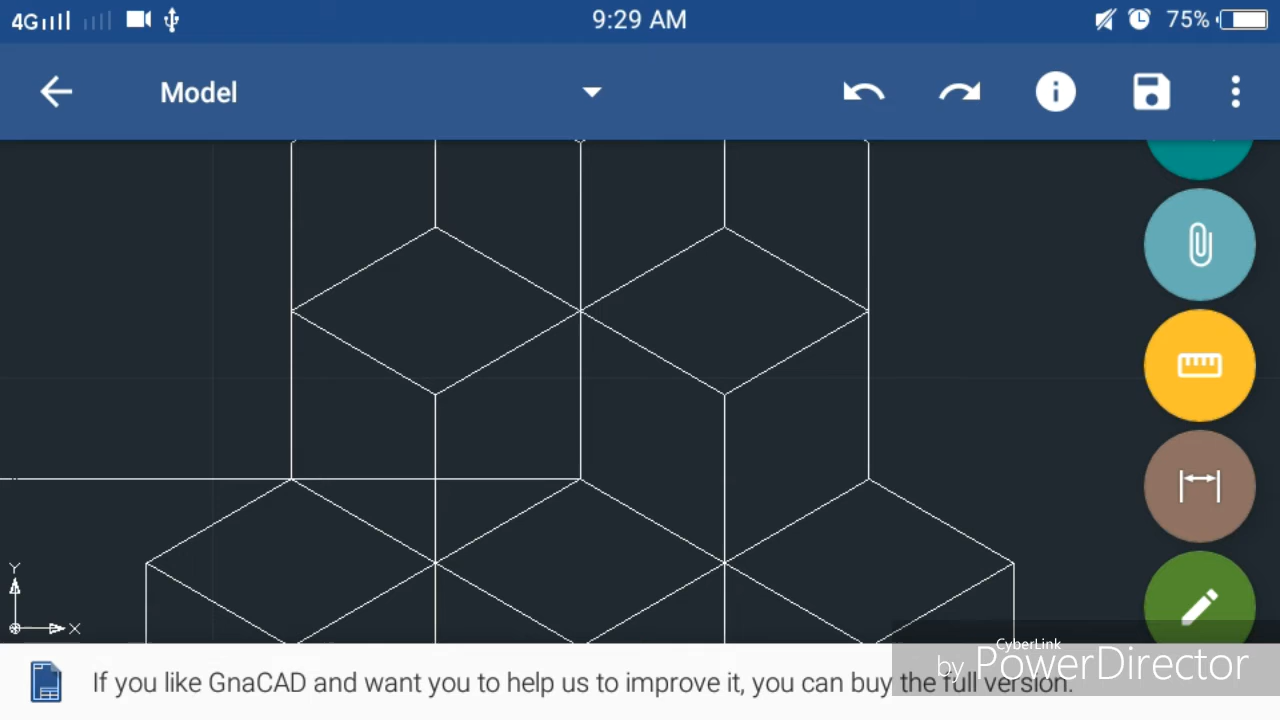 4G 9:29 AM 75%
Model
Y
X
CyberLink
by PowerDirector
If you like GnaCAD and want you to help us to improve it, you can buy the full version.